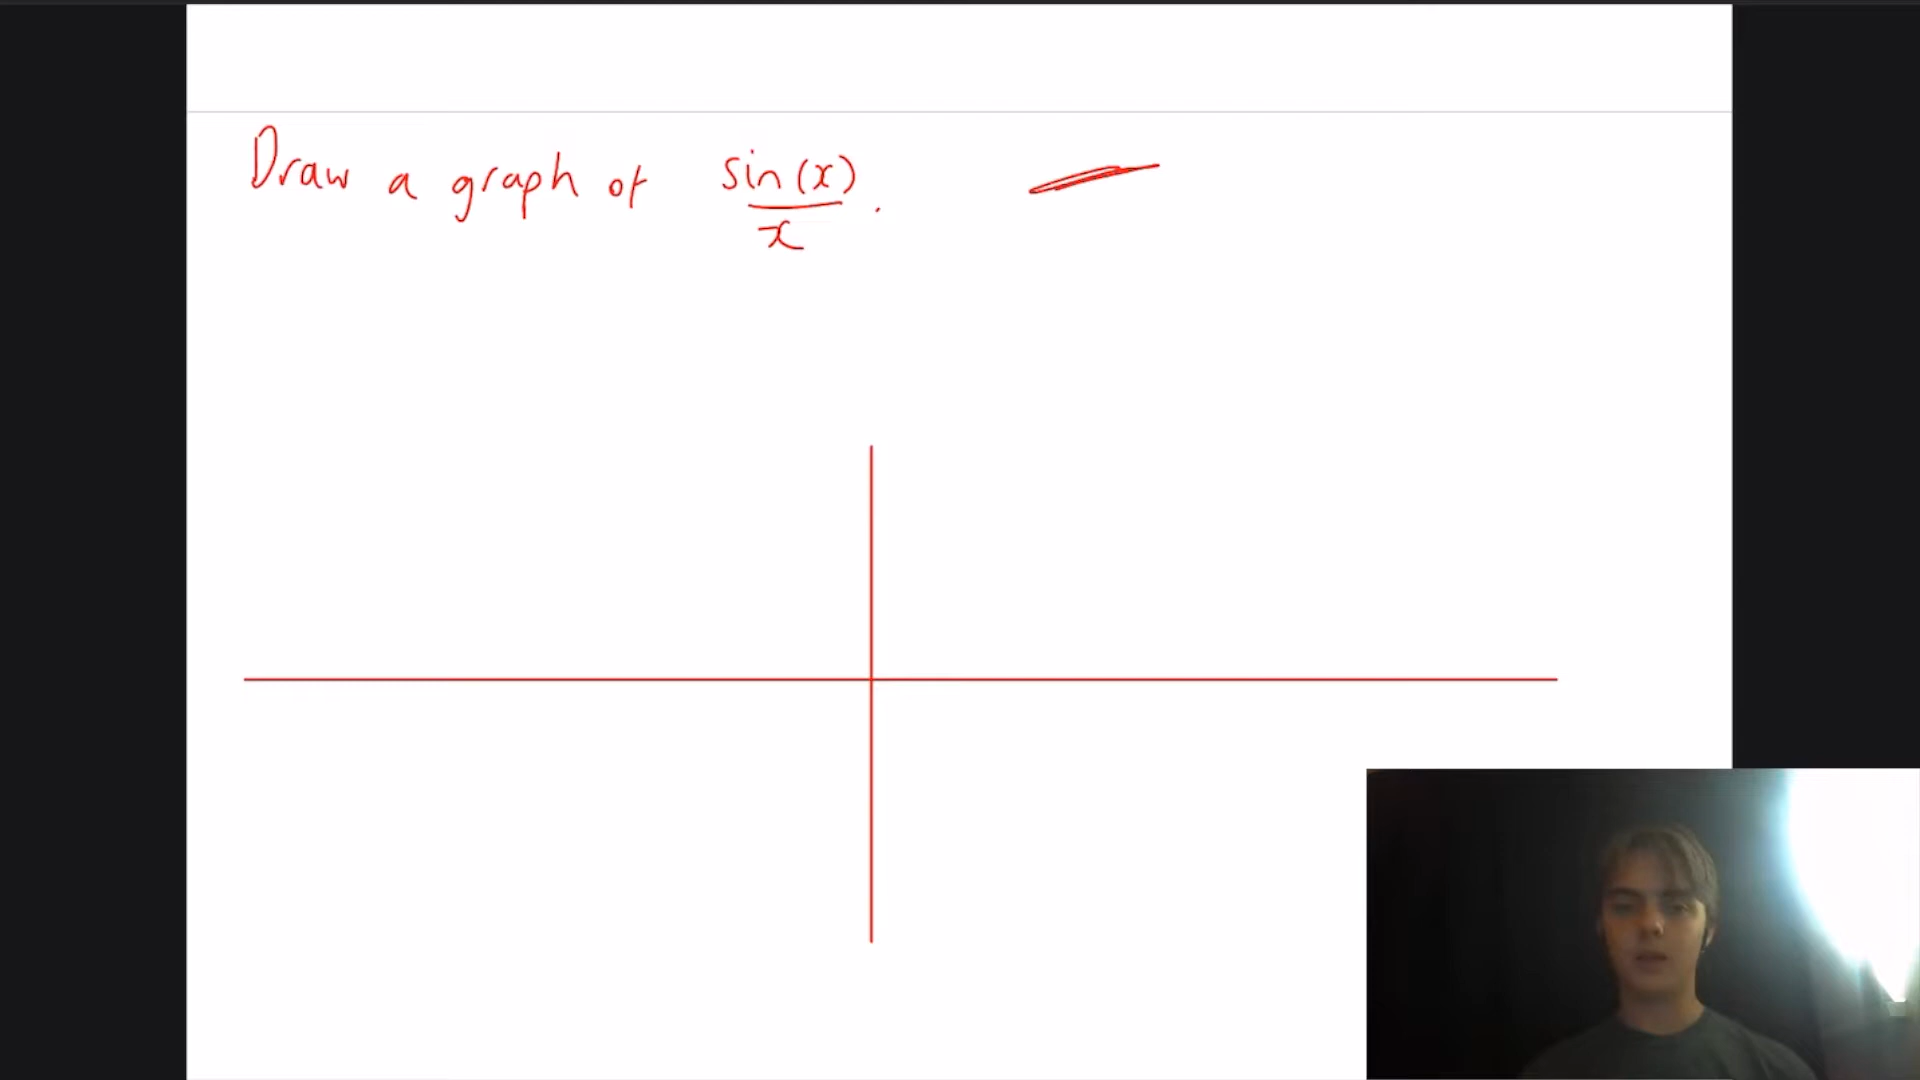 Draw a graph of sin(x)
x .